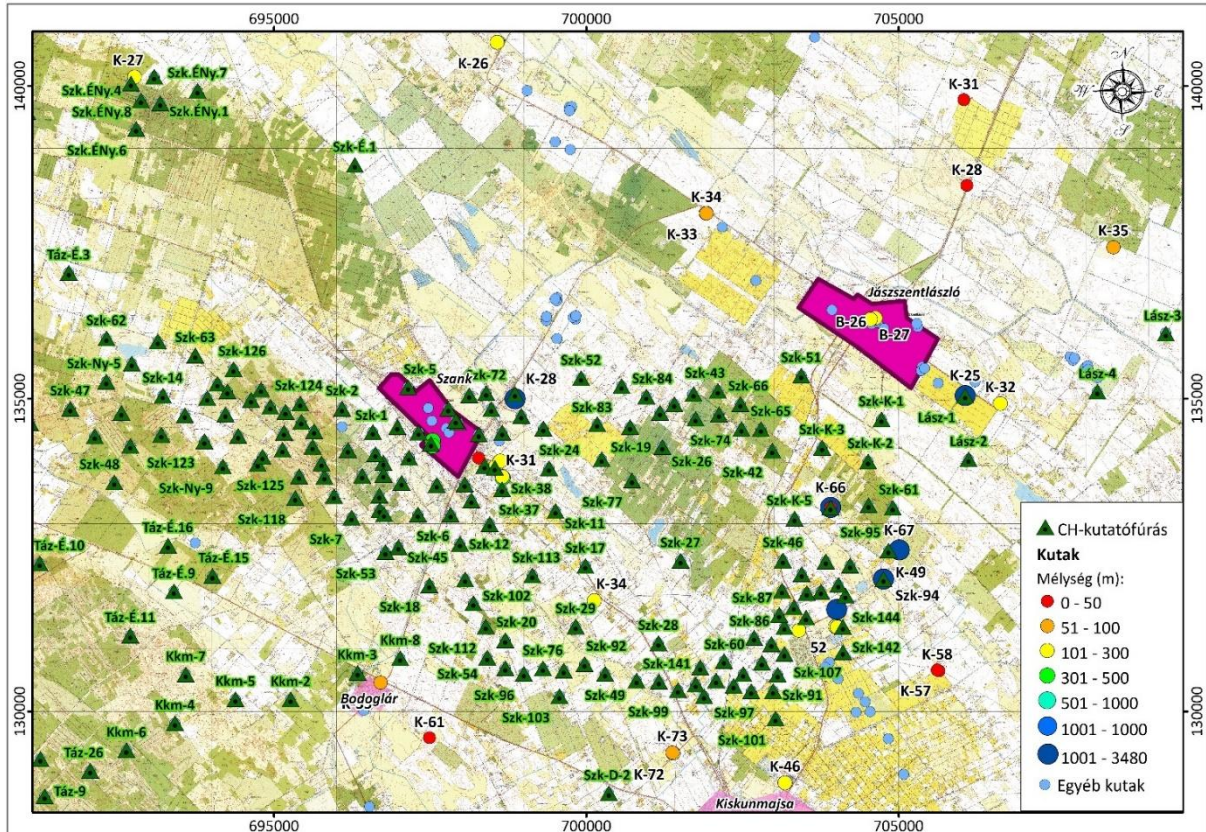 695000 700000 705000
140000
140000
K-27
K-26
Szk.ÉNy.7
Szk.ÉNy.4
Szk.ÉNy.8
Szk.ÉNy.1
Szk.ÉNy.6
Szk-É.1
K-31
N
W E
S
K-28
K-34
K-33
K-35
Táz-É.3
Jászszentlászló
B-26
B-27
Lász-3
Szk-62
Szk-63
Szk-126
Szk-Ny-5
Szk-14
Szk-47
Szk-124
Szk-2
Szk-5
Szank
Szk-72
K-28
Szk-52
Szk-84
Szk-43
Szk-51
Szk-66
K-25
K-32
Lász-4
135000
135000
Szk-1
Szk-83
Szk-65
Szk-K-1
Lász-1
Szk-74
Szk-K-3
Szk-K-2
Lász-2
Szk-48
Szk-123
Szk-Ny-9
Szk-125
Szk-118
K-31
Szk-24
Szk-19
Szk-26
Szk-42
Szk-38
Szk-77
Szk-37
Szk-11
Szk-K-5
K-66
Szk-61
Szk-95
K-67
Táz-É.16
Táz-É.10
Táz-É.15
Táz-É.9
Szk-7
Szk-6
Szk-12
Szk-45
Szk-113
Szk-17
Szk-27
Szk-46
K-49
Szk-94
Szk-53
Szk-18
Szk-102
K-34
Szk-29
Szk-87
Szk-86
Szk-144
Táz-É.11
Kkm-8
Szk-20
Szk-28
Szk-92
Szk-60
52
Szk-142
Kkm-7
Kkm-3
Szk-112
Szk-54
Szk-141
Szk-107
K-58
K-57
Kkm-5
Kkm-2
Bodoglár
Szk-96
Szk-49
Szk-91
Kkm-4
Szk-103
Szk-99
Szk-97
130000
130000
Kkm-6
K-61
Szk-101
K-73
K-72
K-46
Táz-26
Táz-9
Szk-D-2
Kiskunmajsa
CH-kutatófúrás
Kutak
Mélység (m):
0 - 50
51 - 100
101 - 300
301 - 500
501 - 1000
1001 - 1000
1001 - 3480
Egyéb kutak
695000 700000 705000